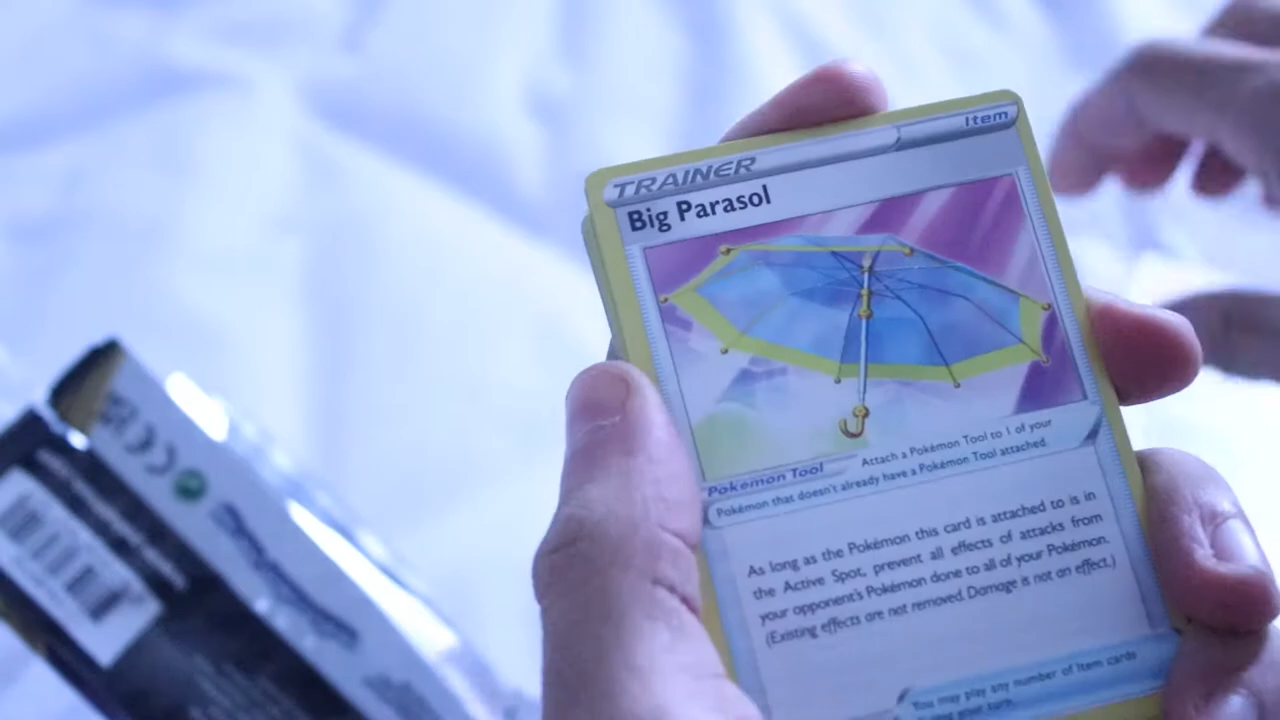 TRAINER
Item
Big Parasol
Pokémon Tool
Attach a Pokémon Tool to 1 of your
Pokémon that doesn't already have a Pokémon Tool attached.
As long as the Pokémon this card is attached to is in
the Active Spot, prevent all effects of attacks from
your opponent's Pokémon done to all of your Pokémon.
(Existing effects are not removed. Damage is not an effect.)
You may play any number of Item cards
your turn.